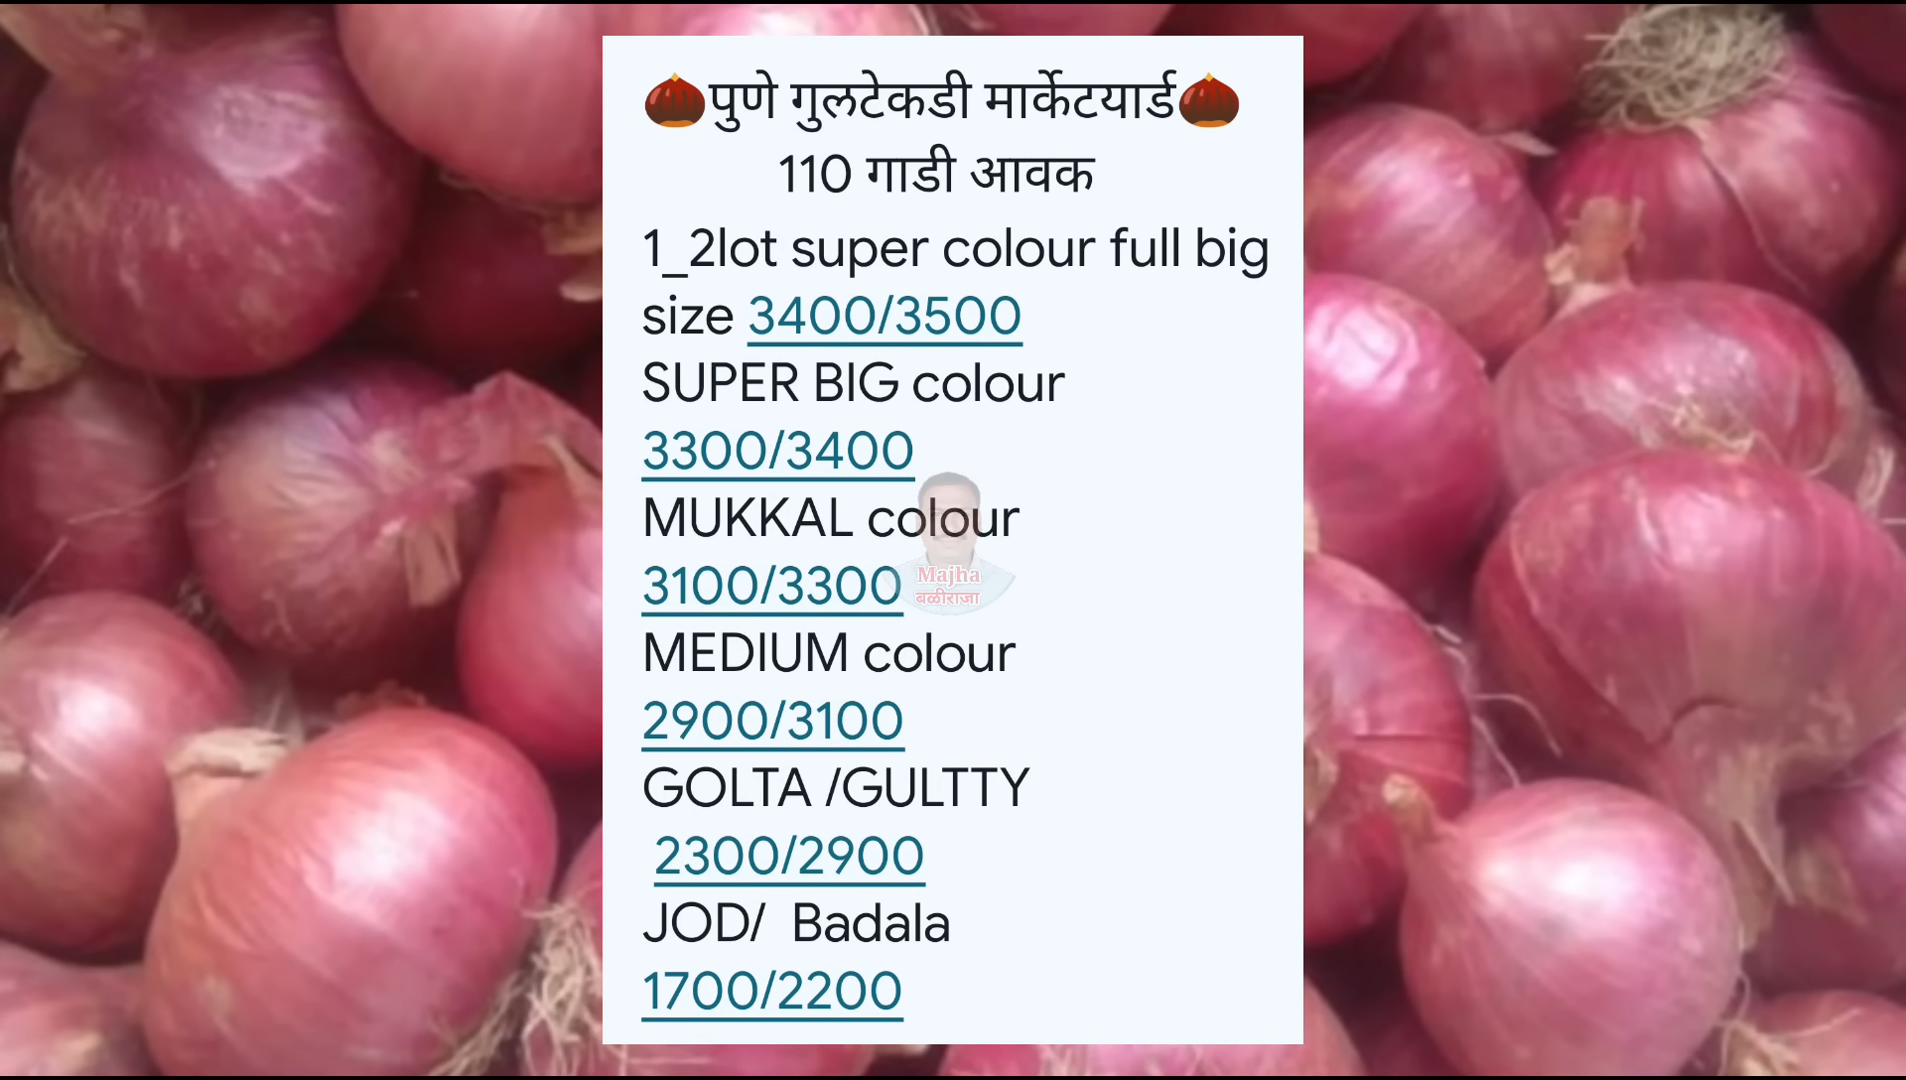 🌰पुणे गुलटेकडी मार्केटयार्ड🌰
110 गाडी आवक
1_2lot super colour full big
size 3400/3500
SUPER BIG colour
3300/3400
MUKKAL colour
3100/3300
Majha
बळीराजा
MEDIUM colour
2900/3100
GOLTA /GULTTY
2300/2900
JOD/  Badala
1700/2200